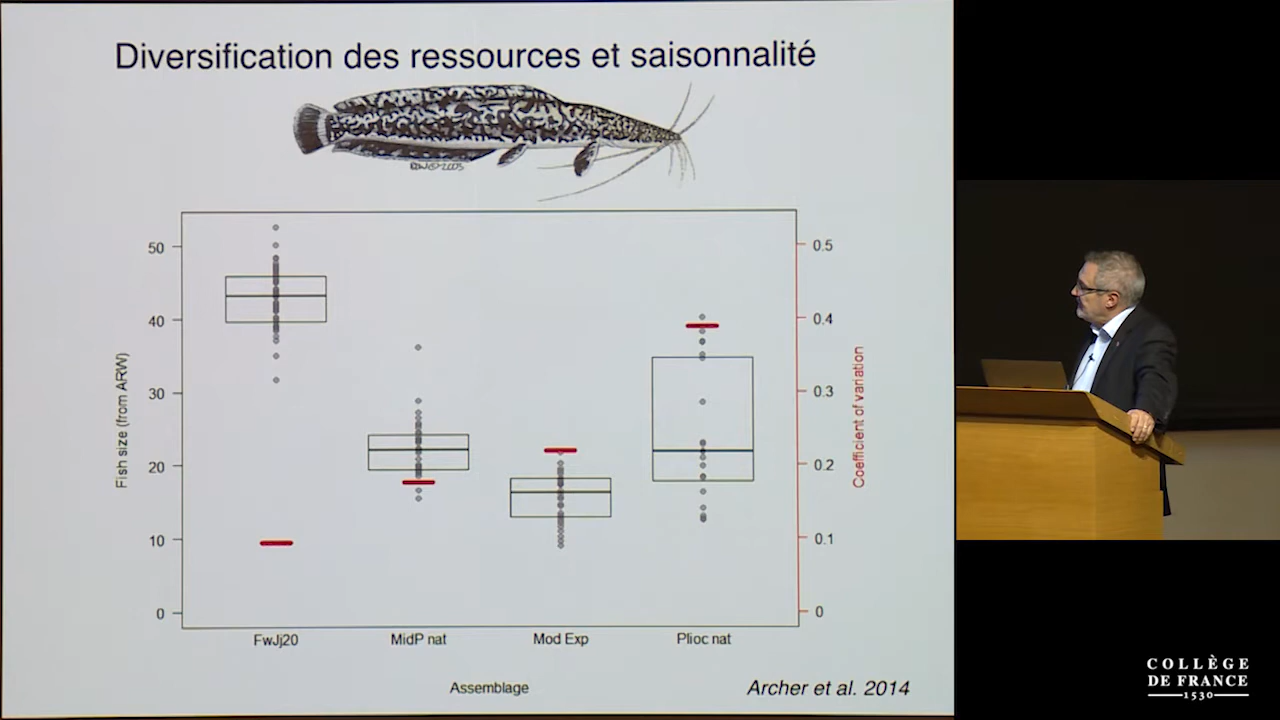 Diversification des ressources et saisonnalité
50
40
30
20
10
0
Fish size (from ARW)
0.5
0.4
0.3
0.2
0.1
0
Coefficient of variation
FwJj20
MidP nat
Mod Exp
Plioc nat
Assemblage
Archer et al. 2014
COLLÈGE
DE FRANCE
1530